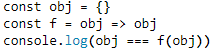 const obj = {}
const f = obj => obj
console.log(obj === f(obj))